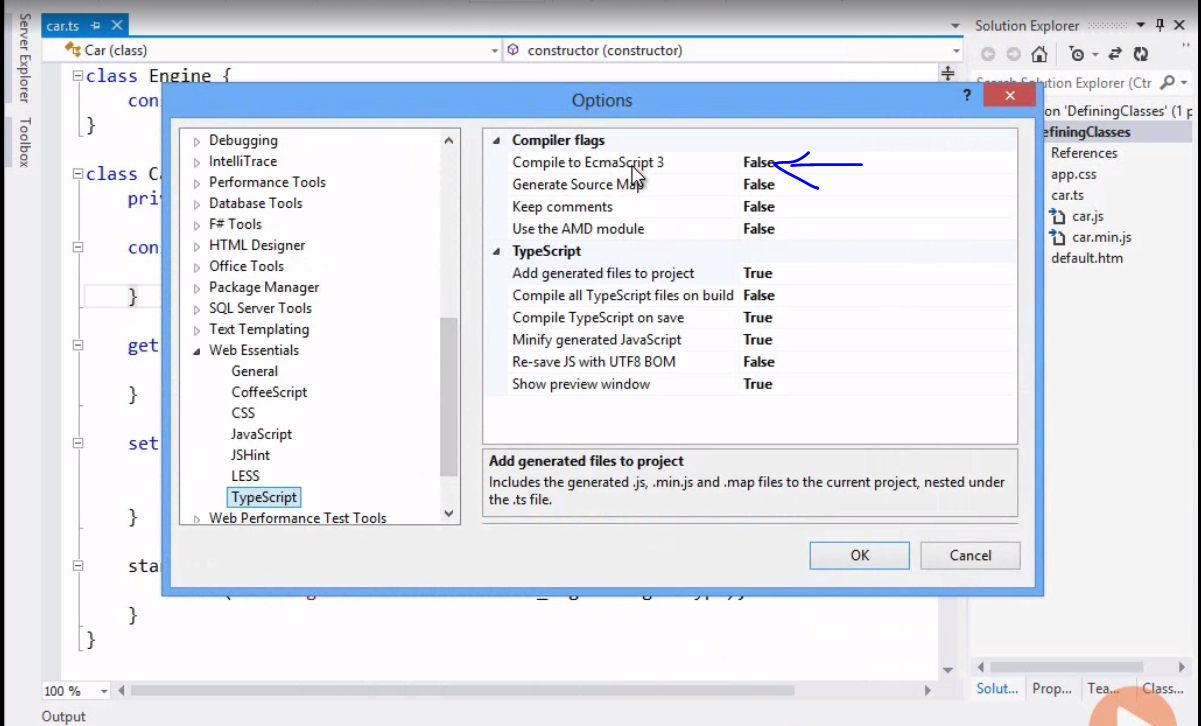 Server Explorer
Toolbox
car.ts
Car (class)
constructor (constructor)
class Engine {
}
class
}
get
}
set
}
}
}
100 %
Output
Options
?
Debugging
IntelliTrace
Performance Tools
Database Tools
F# Tools
HTML Designer
Office Tools
Package Manager
SQL Server Tools
Text Templating
Web Essentials
General
CoffeeScript
CSS
JavaScript
JSHint
LESS
TypeScript
Web Performance Test Tools
Compiler flags
Compile to EcmaScript 3 False
Generate Source Map False
Keep comments False
Use the AMD module False
TypeScript
Add generated files to project True
Compile all TypeScript files on build False
Compile TypeScript on save True
Minify generated JavaScript True
Re-save JS with UTF8 BOM False
Show preview window True
Add generated files to project
Includes the generated .js, .min.js and .map files to the current project, nested under
the .ts file.
OK
Cancel
Solution Explorer
Search Solution Explorer (Ctr
on 'DefiningClasses' (1 p
efiningClasses
References
app.css
car.ts
car.js
car.min.js
default.htm
Solut... Prop... Tea... Class...